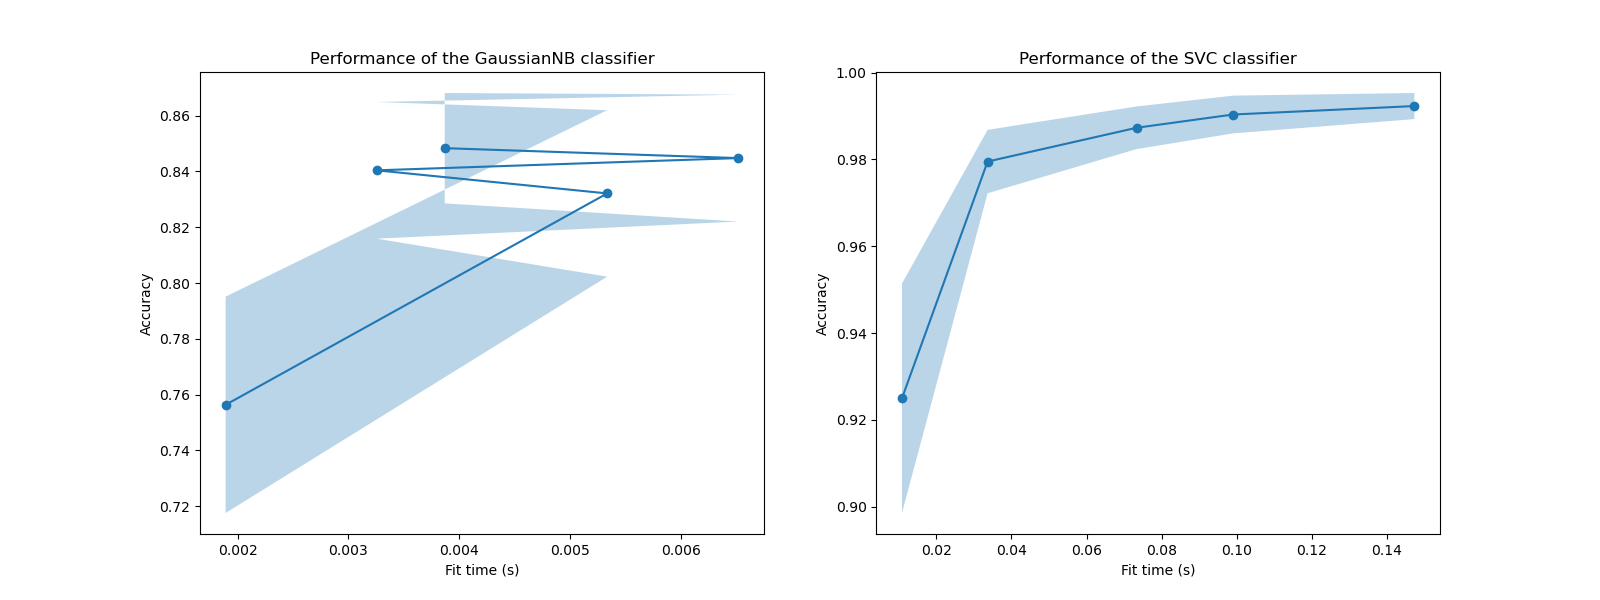 Performance of the GaussianNB classifier
0.86
0.84
0.82
0.80
0.78
0.76
0.74
0.72
Accuracy
0.002 0.003 0.004 0.005 0.006
Fit time (s)
Performance of the SVC classifier
1.00
0.98
0.96
0.94
0.92
0.90
Accuracy
0.02 0.04 0.06 0.08 0.10 0.12 0.14
Fit time (s)